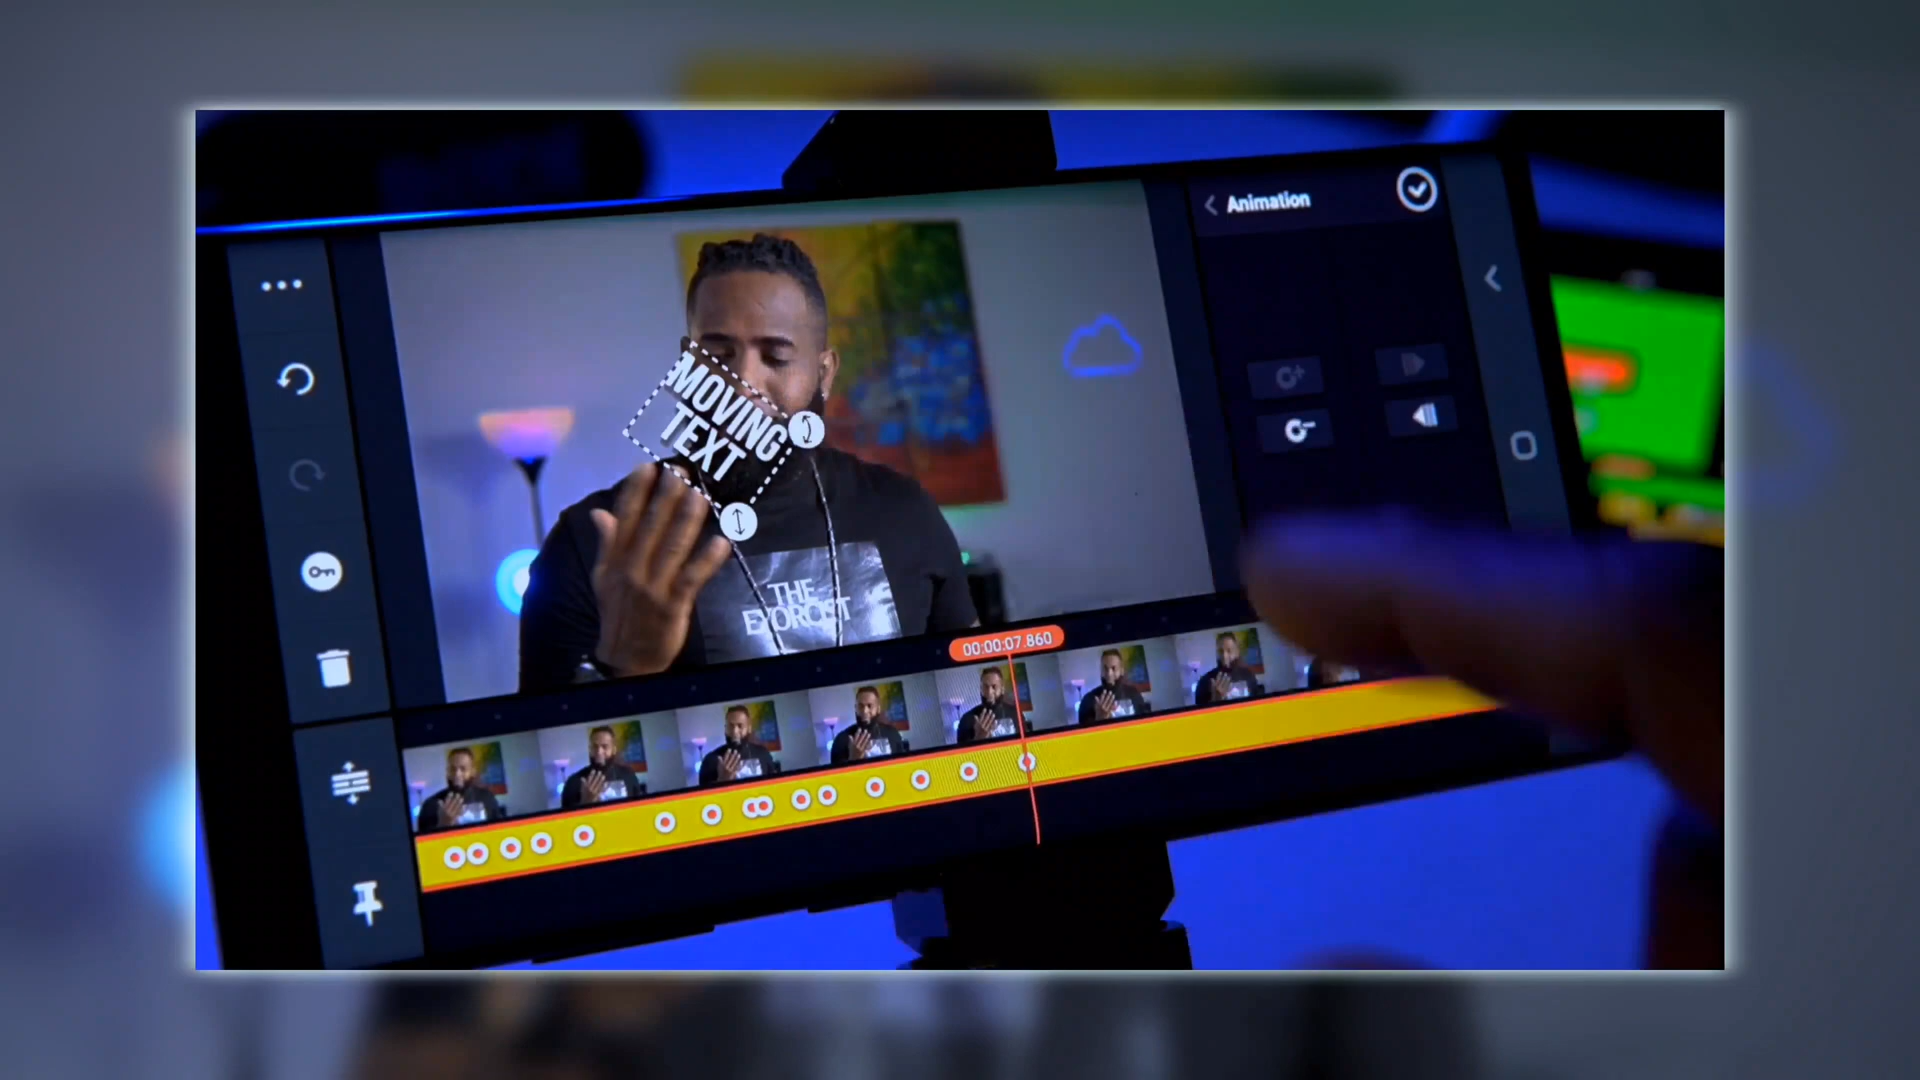 Animation
MOVING
TEXT
THE
EXORCIST
00:00:07.860